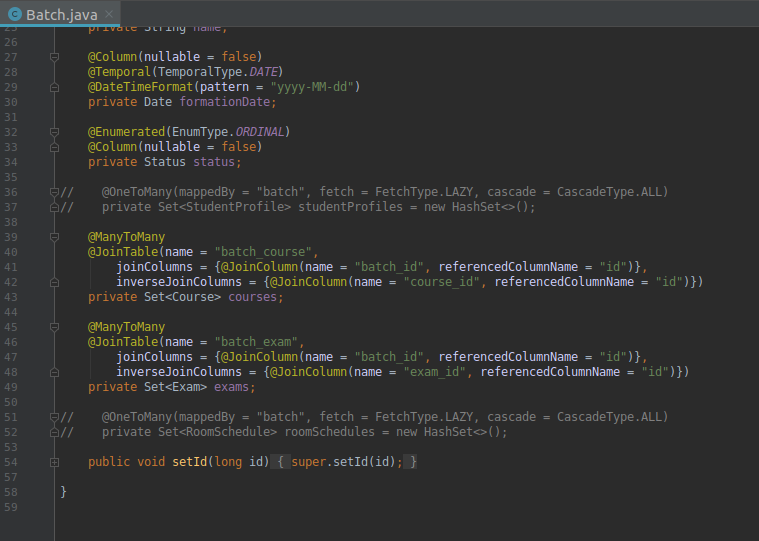 Batch.java
25 private String name;
26
27 @Column(nullable = false)
28 @Temporal(TemporalType.DATE)
29 @DateTimeFormat(pattern = "yyyy-MM-dd")
30 private Date formationDate;
31
32 @Enumerated(EnumType.ORDINAL)
33 @Column(nullable = false)
34 private Status status;
35
36 // @OneToMany(mappedBy = "batch", fetch = FetchType.LAZY, cascade = CascadeType.ALL)
37 // private Set<StudentProfile> studentProfiles = new HashSet<>();
38
39 @ManyToMany
40 @JoinTable(name = "batch_course",
41 joinColumns = {@JoinColumn(name = "batch_id", referencedColumnName = "id")},
42 inverseJoinColumns = {@JoinColumn(name = "course_id", referencedColumnName = "id")})
43 private Set<Course> courses;
44
45 @ManyToMany
46 @JoinTable(name = "batch_exam",
47 joinColumns = {@JoinColumn(name = "batch_id", referencedColumnName = "id")},
48 inverseJoinColumns = {@JoinColumn(name = "exam_id", referencedColumnName = "id")})
49 private Set<Exam> exams;
50
51 // @OneToMany(mappedBy = "batch", fetch = FetchType.LAZY, cascade = CascadeType.ALL)
52 // private Set<RoomSchedule> roomSchedules = new HashSet<>();
53
54 public void setId(long id) { super.setId(id); }
57
58 }
59